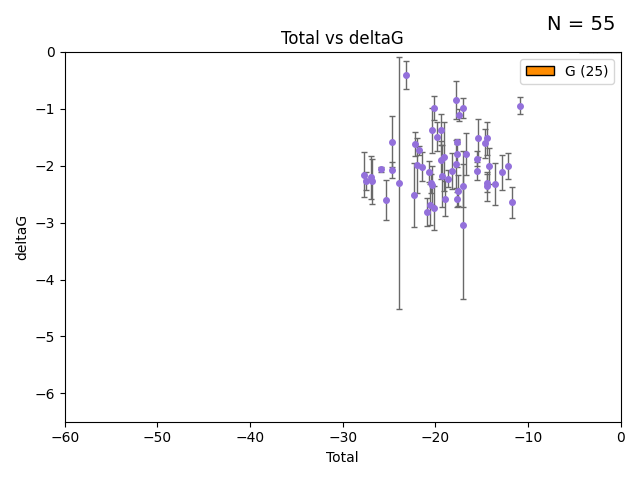 N = 55
Total vs deltaG
G (25)
0
−1
−2
−3
−4
−5
−6
deltaG
−60 −50 −40 −30 −20 −10 0
Total